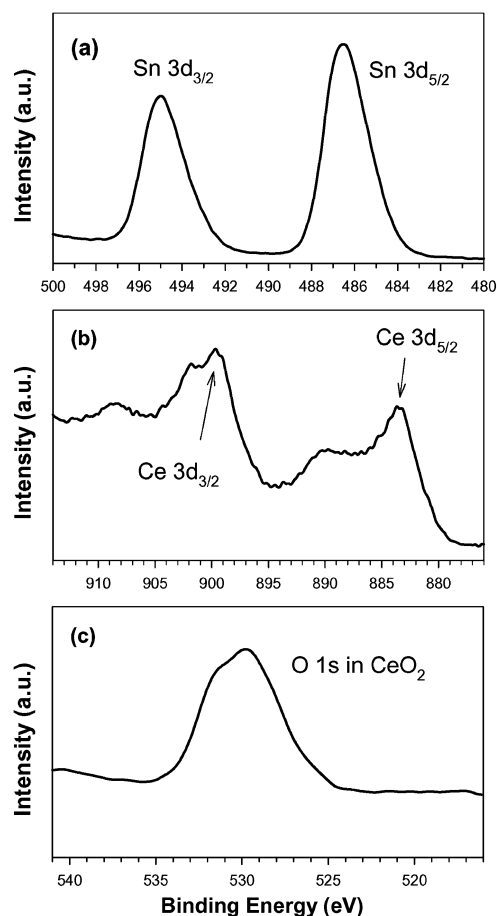 (a)
Sn 3d3/2
Sn 3d5/2
Intensity (a.u.)
500 498 496 494 492 490 488 486 484 482 480
(b)
Ce 3d5/2
Ce 3d3/2
Intensity (a.u.)
910 905 900 895 890 885 880
(c)
O 1s in CeO2
Intensity (a.u.)
540 535 530 525 520
Binding Energy (eV)